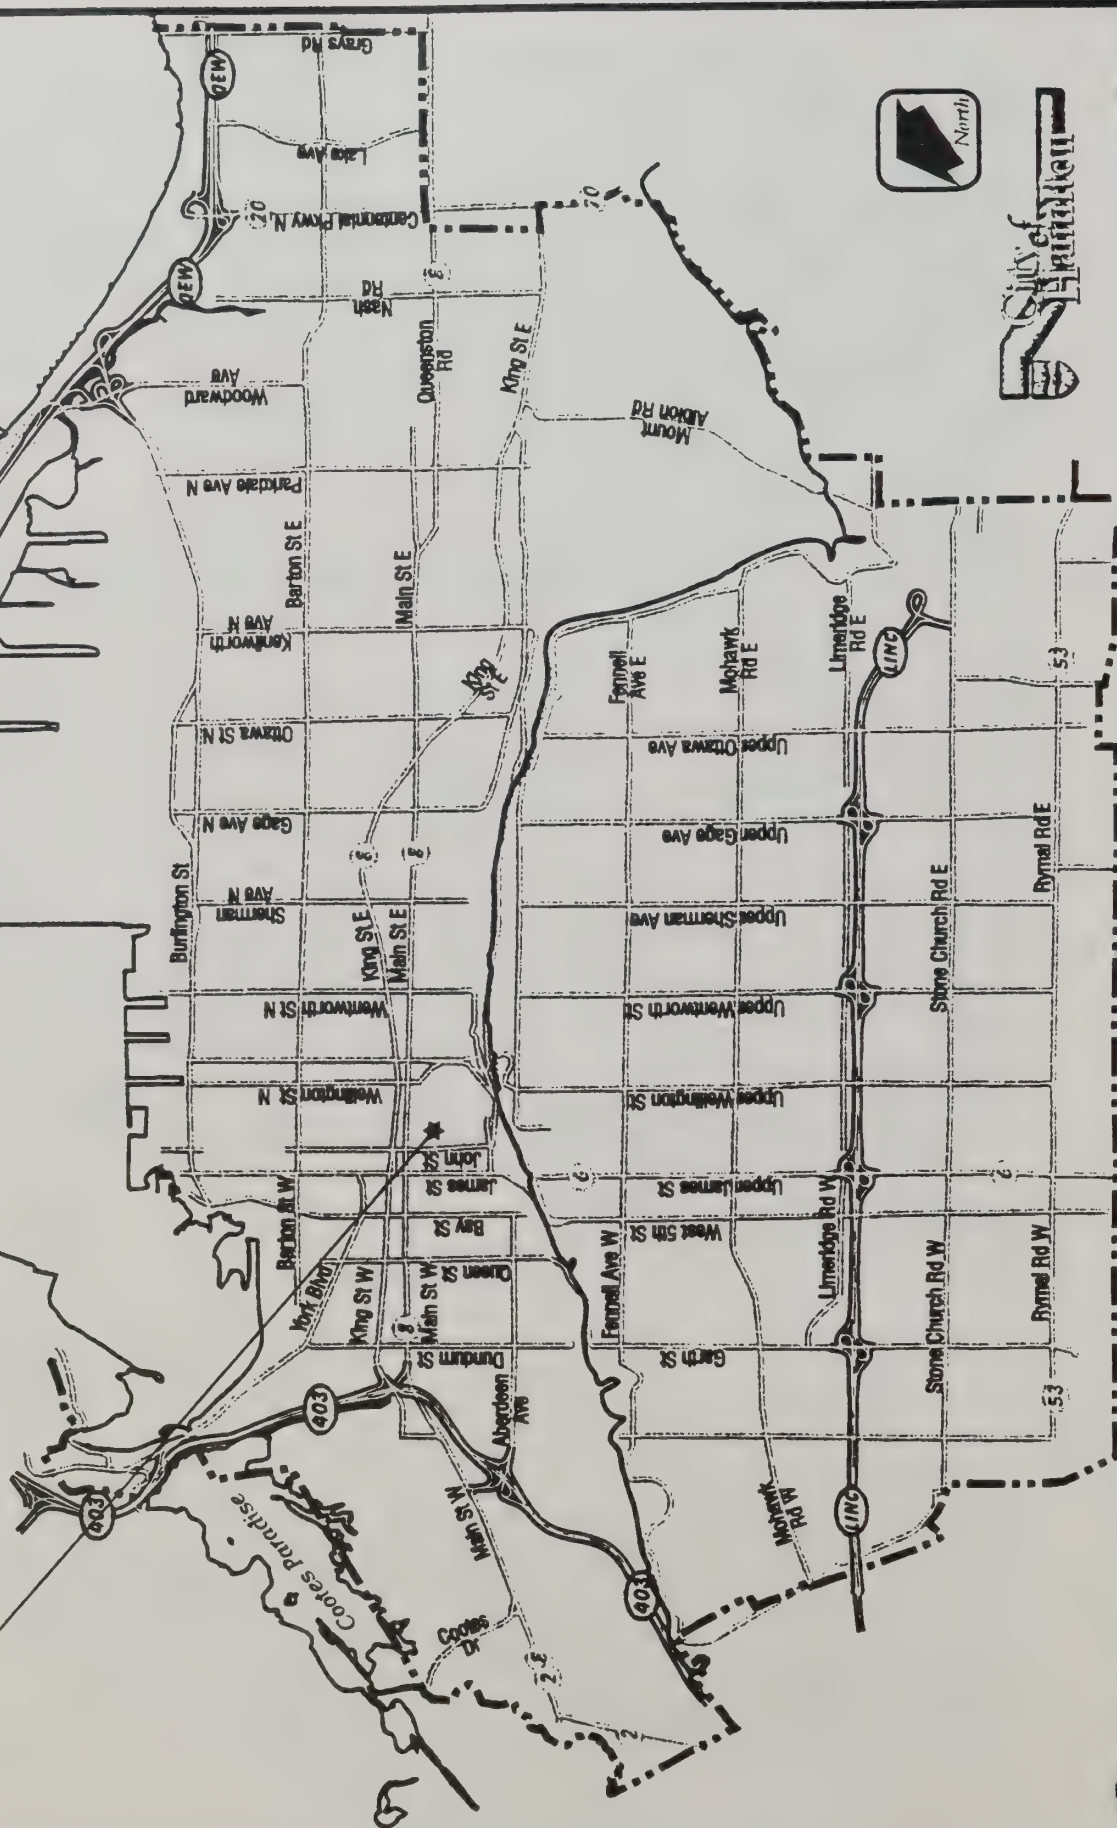 Grays Rd
QEW
Lake Ave
Centennial Pkwy N.
20
QEW
Nash
Rd
8
20
North
City of
Hamilton
Woodward
Ave
Queenston
Rd
King St E
Mount
Albion Rd
Parkdale Ave N
Barton St E
Main St E
Kenilworth
Ave N
King
St E
Fennell
Ave E
Mohawk
Rd E
Limeridge
Rd E
LINC
53
Ottawa St N
Upper Ottawa Ave
Gage Ave N
Upper Gage Ave
8
8
Rymal Rd E
Burlington St
Sherman
Ave N
King St E
Main St E
Upper Sherman Ave
Stone Church Rd E
Wentworth St N
Upper Wentworth St
Wellington St N
Upper Wellington St
John St
James St
Upper James St
6
6
Barton St W
Bay St
West 5th St
York Blvd
Queen St
King St W
Main St W
8
Fennell Ave W
Limeridge Rd W
Stone Church Rd W
Rymal Rd W
Dundurn St
Garth St
403
Aberdeen
Ave
53
403
Cootes Paradise
Main St W
Mohawk
Rd W
LINC
403
Cootes
Dr
2
2